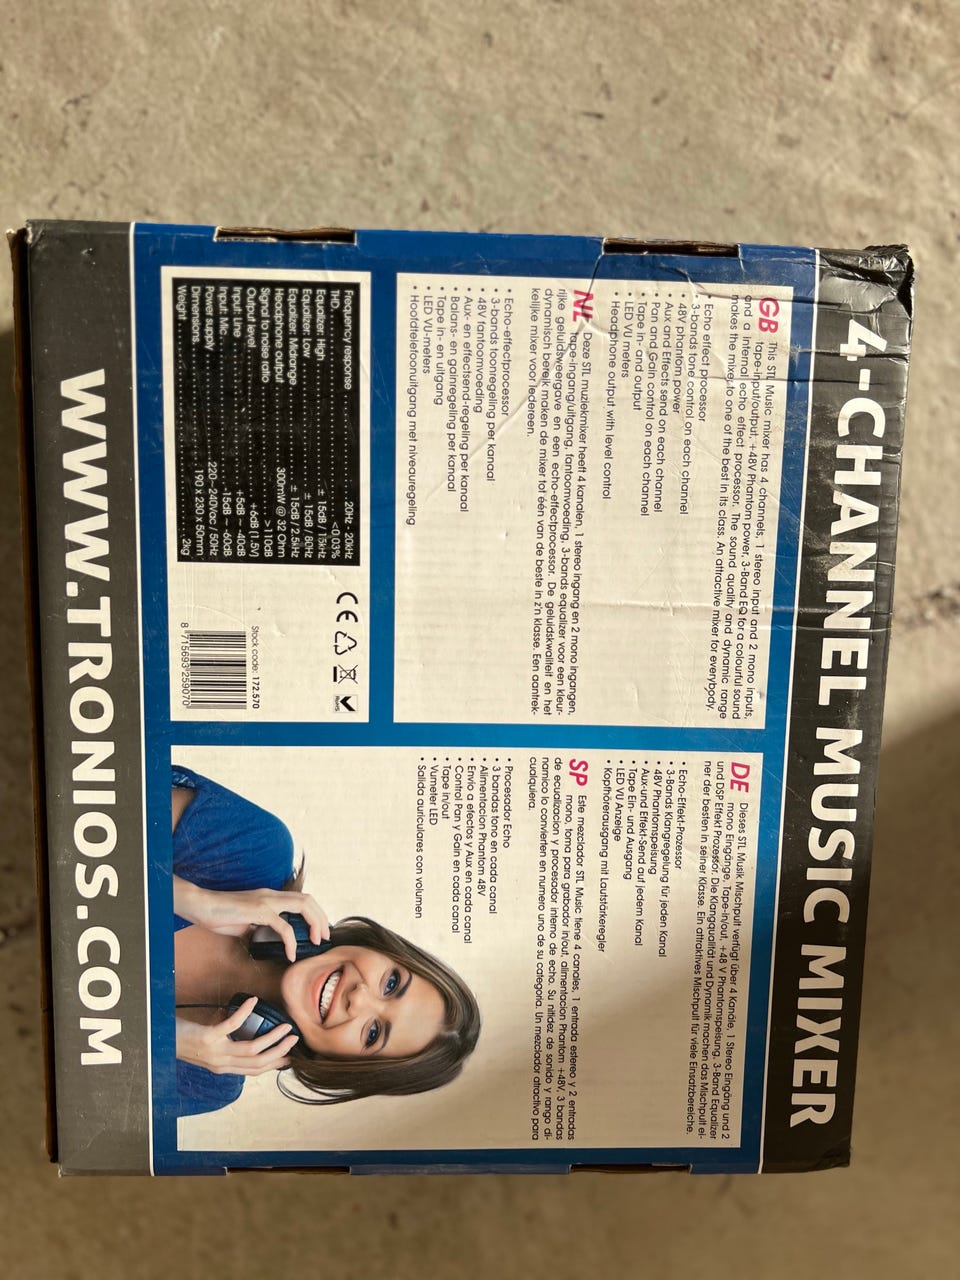 4-CHANNEL MUSIC MIXER
GB This STL Music mixer has 4 channels, 1 stereo input and 2 mono inputs,
tape-input/output, +48V Phantom power, 3-Band EQ for a colourful sound
and a internal echo effect processor. The sound quality and dynamic range
makes the mixer to one of the best in its class. An attractive mixer for everybody.
• Echo effect processor
• 3-bands tone control on each channel
• 48V phantom power
• Aux and Effects send on each channel
• Pan and Gain control on each channel
• Tape in- and output
• LED VU meters
• Headphone output with level control
NL Deze STL muziekmixer heeft 4 kanalen, 1 stereo ingang en 2 mono ingangen,
tape-ingang/uitgang, fantoomvoeding, 3-bands equalizer voor een kleur-
rijke geluidsweergave en een echo-effectprocessor. De geluidskwaliteit en het
dynamisch bereik maken de mixer tot één van de beste in z'n klasse. Een aantrek-
kelijke mixer voor iedereen.
• Echo-effectprocessor
• 3-bands toonregeling per kanaal
• 48V fantoomvoeding
• Aux- en effectsend-regeling per kanaal
• Balans- en gainregeling per kanaal
• Tape in- en uitgang
• LED VU-meters
• Hoofdtelefoonuitgang met niveauregeling
DE Dieses STL Musik Mischpult verfügt über 4 Kanäle, 1 Stereo Eingang und 2
mono Eingänge, Tape-in/out, +48 V Phantomspeisung, 3-Band Equalizer
und DSP Effekt Prozessor. Die Klangqualität und Dynamik machen das Mischpult ei-
ner der besten in seiner Klasse. Ein attraktives Mischpult für viele Einsatzbereiche.
• Echo-Effekt-Prozessor
• 3-Bands Klangregelung für jeden Kanal
• 48V Phantomspeisung
• Aux-und Effekt-Send auf jedem Kanal
• Tape Ein- und Ausgang
• LED VU Anzeige
• Kopfhörerausgang mit Lautstärkeregler
SP Este mezclador STL Music tiene 4 canales, 1 entrada estereo y 2 entradas
mono, toma para grabador in/out, alimentacion Phantom +48V, 3 bandas
de ecualizacion y procesador interno de echo. Su nitidez de sonido y rango di-
namico lo convierten en numero uno de su categoria. Un mezclador atractivo para
cualquiera.
• Procesador Echo
• 3 bandas tono en cada canal
• Alimentacion Phantom 48V
• Envio a efectos y Aux en cada canal
• Control Pan y Gain en cada canal
• Tape in/out
• Vumeter LED
• Salida auriculares con volumen
Frequency response . . . . . . . . . . . . . . . 20Hz - 20kHz
THD . . . . . . . . . . . . . . . . . . . . . . . . . . . . . . <0.03%
Equalizer: High . . . . . . . . . . . . . . . . . . . ± 15dB / 15kHz
Equalizer: Low . . . . . . . . . . . . . . . . . . . ± 15dB / 80Hz
Equalizer: Midrange . . . . . . . . . . . . . . . ± 15dB / 2.5kHz
Headphone output . . . . . . . . . . . . 300mW @ 32 Ohm
Signal to noise ratio . . . . . . . . . . . . . . . . . . . >110dB
Output level . . . . . . . . . . . . . . . . . . . . . +6dB (1.5V)
Input: Line . . . . . . . . . . . . . . . . . . . . +5dB ~ -40dB
Input: Mic . . . . . . . . . . . . . . . . . . . . -15dB ~ -60dB
Power supply . . . . . . . . . . . . . . 220-240Vac / 50Hz
Dimensions . . . . . . . . . . . . . . . . 190 x 230 x 50mm
Weight . . . . . . . . . . . . . . . . . . . . . . . . . . . . . . . 2kg
CE
RoHS
Stock code: 172.570
8 715693 259070
WWW.TRONIOS.COM